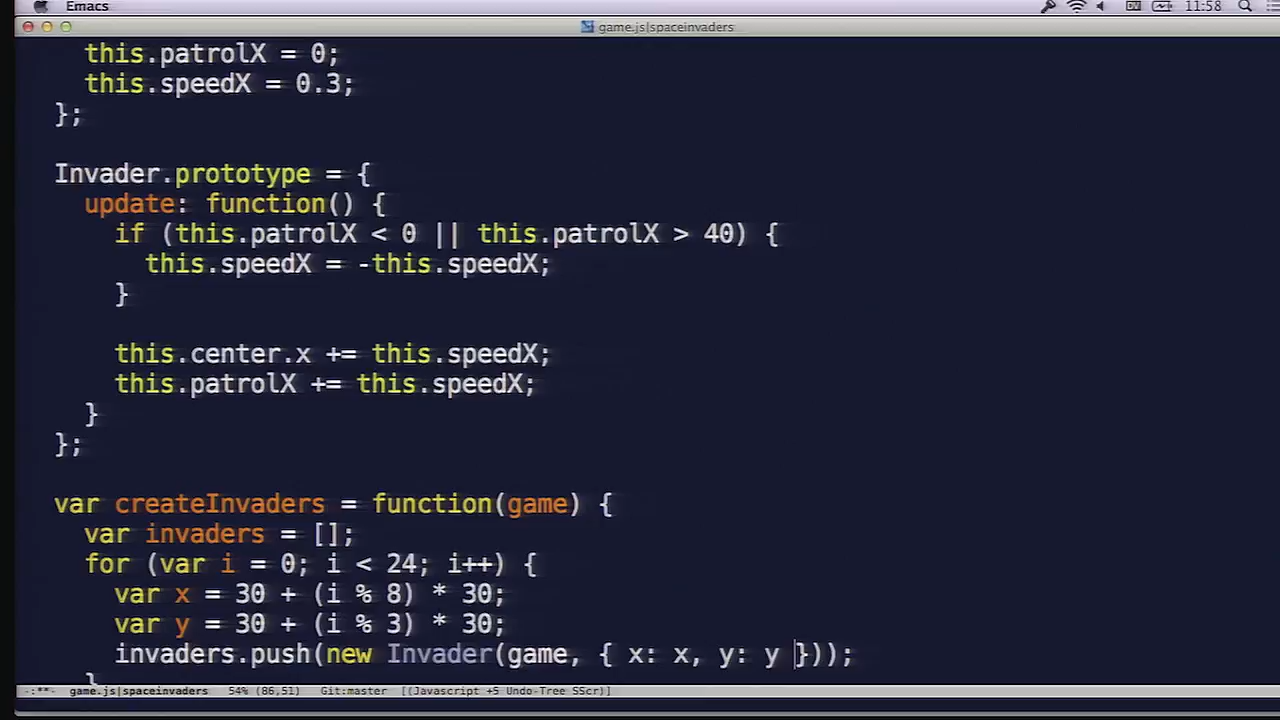 Emacs DV 11:58
game.js|spaceinvaders
this.patrolX = 0;
this.speedX = 0.3;
};
Invader.prototype = {
update: function() {
if (this.patrolX < 0 || this.patrolX > 40) {
this.speedX = -this.speedX;
}
this.center.x += this.speedX;
this.patrolX += this.speedX;
}
};
var createInvaders = function(game) {
var invaders = [];
for (var i = 0; i < 24; i++) {
var x = 30 + (i % 8) * 30;
var y = 30 + (i % 3) * 30;
invaders.push(new Invader(game, { x: x, y: y }));
}
-:**- game.js|spaceinvaders 54% (86,51) Git:master [(Javascript +5 Undo-Tree SScr)]